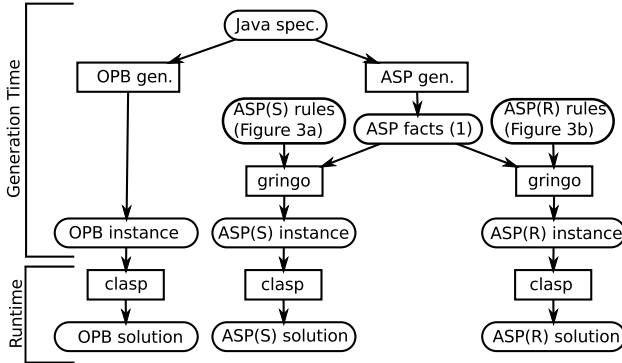 Java spec.
OPB gen.
ASP gen.
Generation Time
ASP(S) rules
(Figure 3a)
ASP facts (1)
ASP(R) rules
(Figure 3b)
gringo
gringo
OPB instance
ASP(S) instance
ASP(R) instance
Runtime
clasp
clasp
clasp
OPB solution
ASP(S) solution
ASP(R) solution